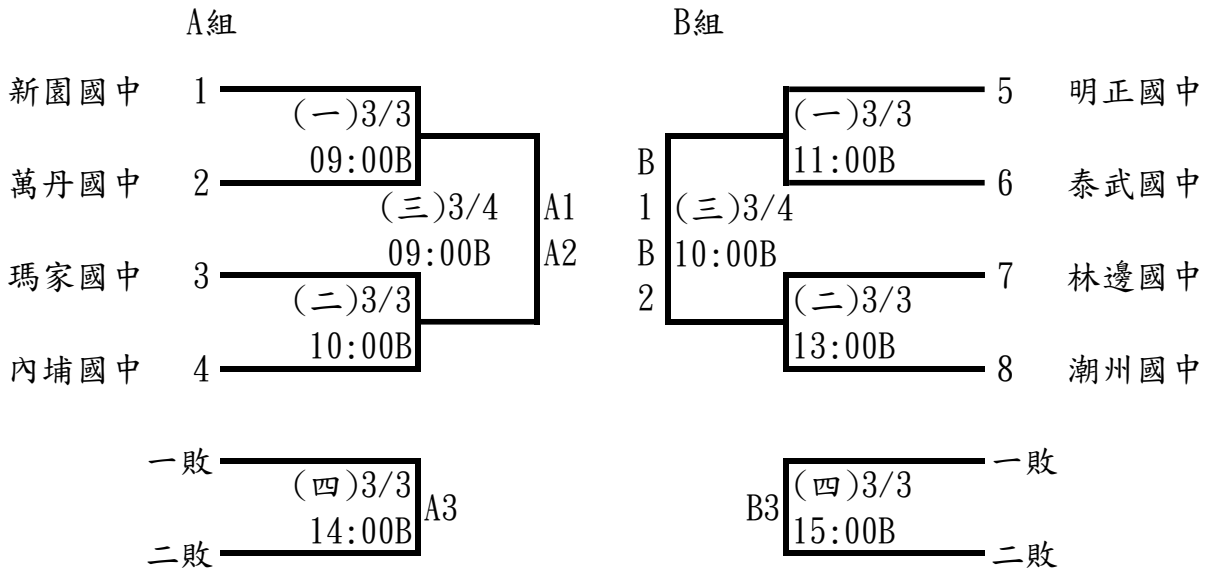 A組 B組
新園國中 1 5 明正國中
(一)3/3 (一)3/3
09:00B 11:00B
萬丹國中 2 6 泰武國中
(三)3/4 A1 B1B2 (三)3/4
09:00B A2 10:00B
瑪家國中 3 7 林邊國中
(二)3/3 (二)3/3
10:00B 13:00B
內埔國中 4 8 潮州國中
一敗 一敗
(四)3/3 (四)3/3
A3 B3
14:00B 15:00B
二敗 二敗